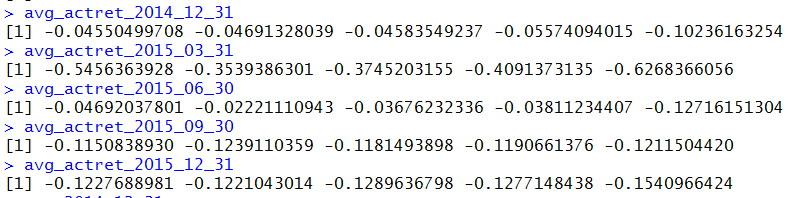 > avg_actret_2014_12_31
[1] -0.04550499708 -0.04691328039 -0.04583549237 -0.05574094015 -0.10236163254
> avg_actret_2015_03_31
[1] -0.5456363928 -0.3539386301 -0.3745203155 -0.4091373135 -0.6268366056
> avg_actret_2015_06_30
[1] -0.04692037801 -0.02221110943 -0.03676232336 -0.03811234407 -0.12716151304
> avg_actret_2015_09_30
[1] -0.1150838930 -0.1239110359 -0.1181493898 -0.1190661376 -0.1211504420
> avg_actret_2015_12_31
[1] -0.1227688981 -0.1221043014 -0.1289636798 -0.1277148438 -0.1540966424